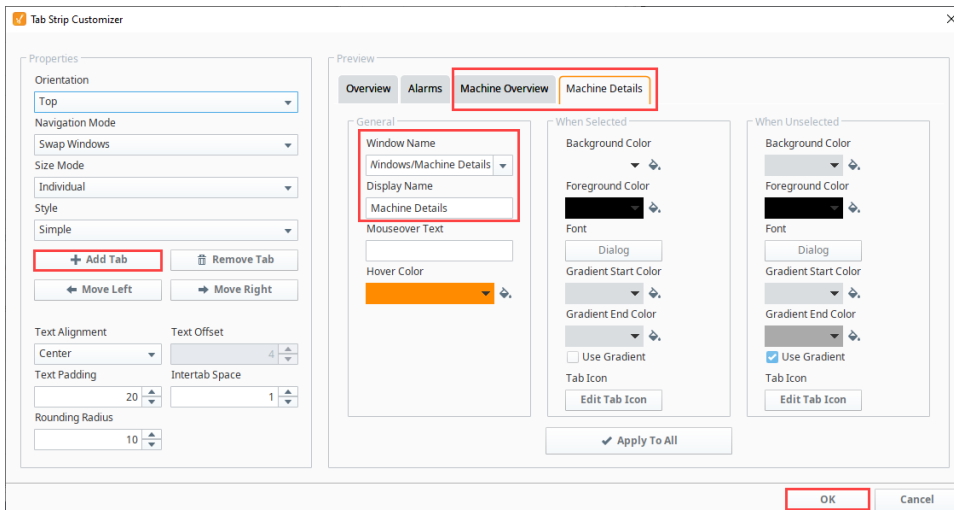 Tab Strip Customizer
Properties
Orientation
Top
Navigation Mode
Swap Windows
Size Mode
Individual
Style
Simple
Add Tab
Remove Tab
Move Left
Move Right
Text Alignment
Text Offset
Center
4
Text Padding
Intertab Space
20
1
Rounding Radius
10
Preview
Overview
Alarms
Machine Overview
Machine Details
General
Window Name
Windows/Machine Details
Display Name
Machine Details
Mouseover Text
Hover Color
When Selected
Background Color
Foreground Color
Font
Dialog
Gradient Start Color
Gradient End Color
Use Gradient
Tab Icon
Edit Tab Icon
When Unselected
Background Color
Foreground Color
Font
Dialog
Gradient Start Color
Gradient End Color
Use Gradient
Tab Icon
Edit Tab Icon
Apply To All
OK
Cancel